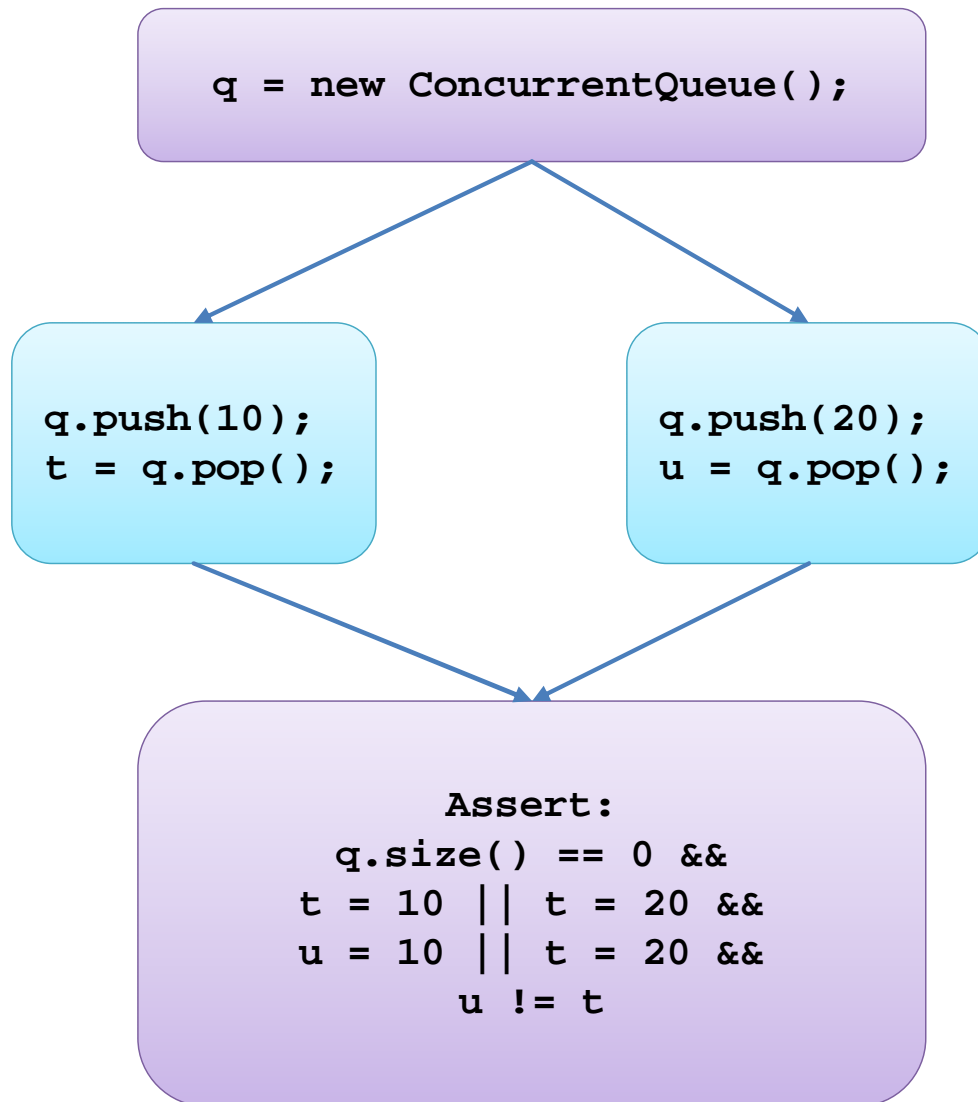 q = new ConcurrentQueue();
q.push(10);
t = q.pop();
q.push(20);
u = q.pop();
Assert:
q.size() == 0 &&
t = 10 || t = 20 &&
u = 10 || t = 20 &&
u != t